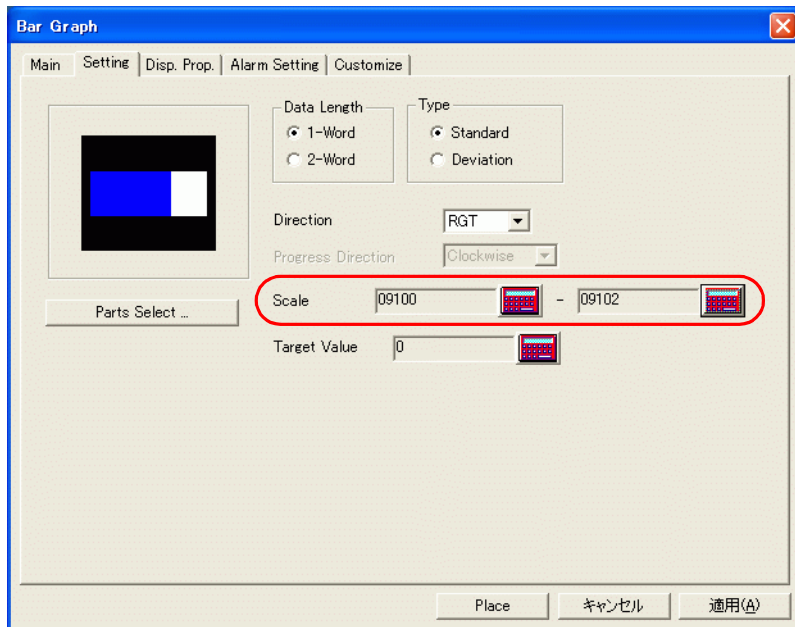 Bar Graph
Main Setting Disp. Prop. Alarm Setting Customize
Data Length
1-Word
2-Word
Type
Standard
Deviation
Direction RGT
Progress Direction Clockwise
Parts Select ...
Scale 09100 - 09102
Target Value 0
Place キャンセル 適用(A)